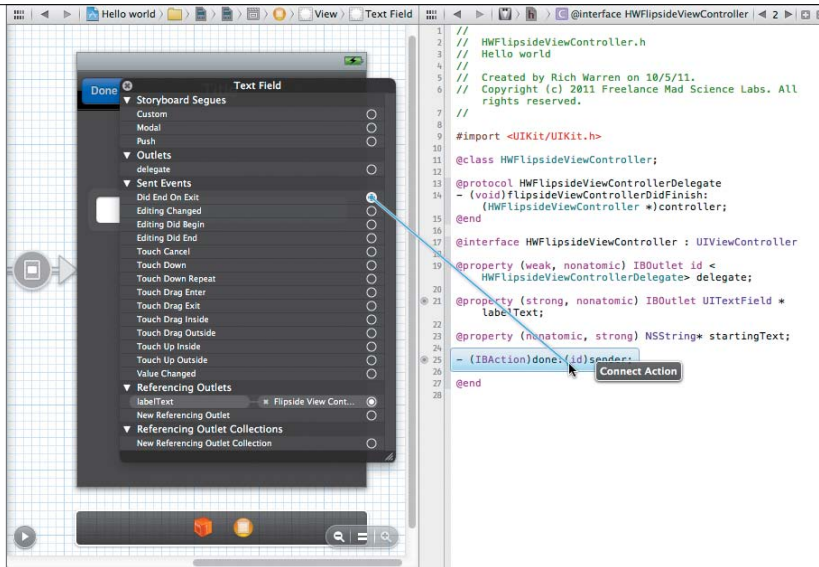 Hello world
View
Text Field
@interface HWFlipsideViewController
2
Done
Text Field
Storyboard Segues
Custom
Modal
Push
Outlets
delegate
Sent Events
Did End On Exit
Editing Changed
Editing Did Begin
Editing Did End
Touch Cancel
Touch Down
Touch Down Repeat
Touch Drag Enter
Touch Drag Exit
Touch Drag Inside
Touch Drag Outside
Touch Up Inside
Touch Up Outside
Value Changed
Referencing Outlets
labelText Flipside View Cont...
New Referencing Outlet
Referencing Outlet Collections
New Referencing Outlet Collection
1 //
2 // HWFlipsideViewController.h
3 // Hello world
4 //
5 // Created by Rich Warren on 10/5/11.
6 // Copyright (c) 2011 Freelance Mad Science Labs. All
rights reserved.
7 //
8
9 #import <UIKit/UIKit.h>
10
11 @class HWFlipsideViewController;
12
13 @protocol HWFlipsideViewControllerDelegate
14 - (void)flipsideViewControllerDidFinish:
(HWFlipsideViewController *)controller;
15 @end
16
17 @interface HWFlipsideViewController : UIViewController
18
19 @property (weak, nonatomic) IBOutlet id <
HWFlipsideViewControllerDelegate> delegate;
20
21 @property (strong, nonatomic) IBOutlet UITextField *
labelText;
22
23 @property (nonatomic, strong) NSString* startingText;
24
25 - (IBAction)done:(id)sender;
Connect Action
26
27 @end
28